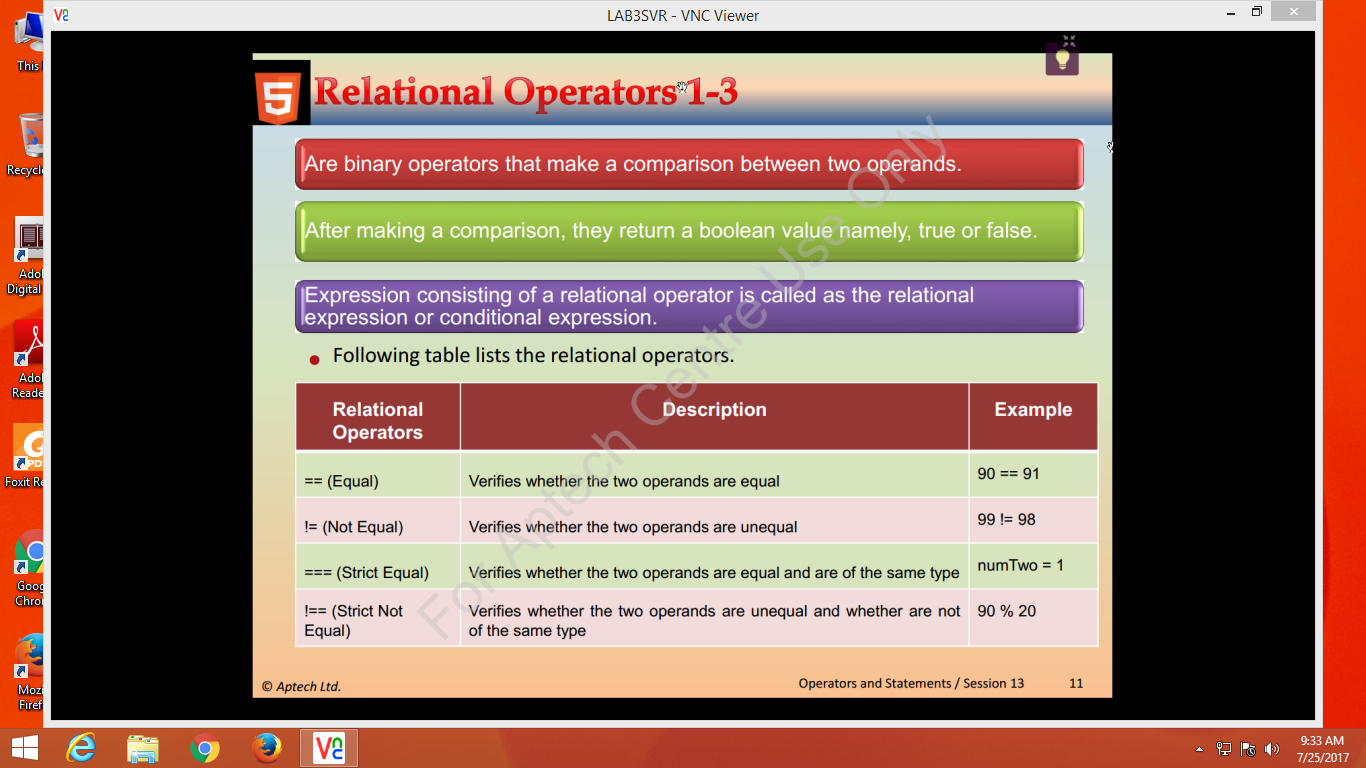 LAB3SVR - VNC Viewer
This
Recycle
Ado
Digital
Ado
Reade
PD
Foxit Re
Goog
Chron
Mozi
Firef
5
Relational Operators 1-3
Are binary operators that make a comparison between two operands.
After making a comparison, they return a boolean value namely, true or false.
Expression consisting of a relational operator is called as the relational
expression or conditional expression.
Following table lists the relational operators.
Relational
Operators
Description
Example
== (Equal)
Verifies whether the two operands are equal
90 == 91
!= (Not Equal)
Verifies whether the two operands are unequal
99 != 98
=== (Strict Equal)
Verifies whether the two operands are equal and are of the same type
numTwo = 1
!== (Strict Not
Equal)
Verifies whether the two operands are unequal and whether are not
of the same type
90 % 20
For Aptech Centre Use Only
© Aptech Ltd.
Operators and Statements / Session 13
11
9:33 AM
7/25/2017